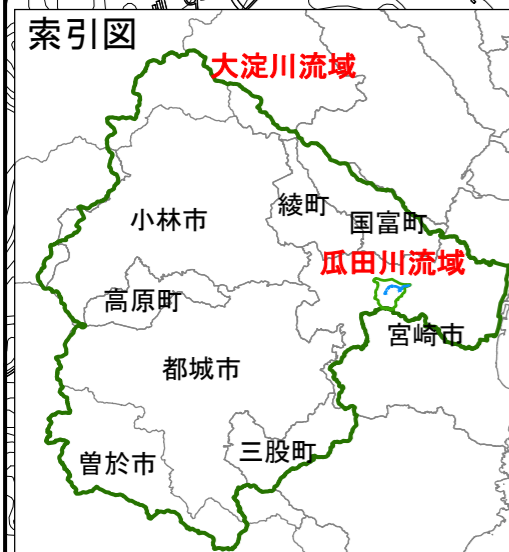 索引図
大淀川流域
綾町
小林市
国富町
瓜田川流域
高原町
宮崎市
都城市
三股町
曽於市